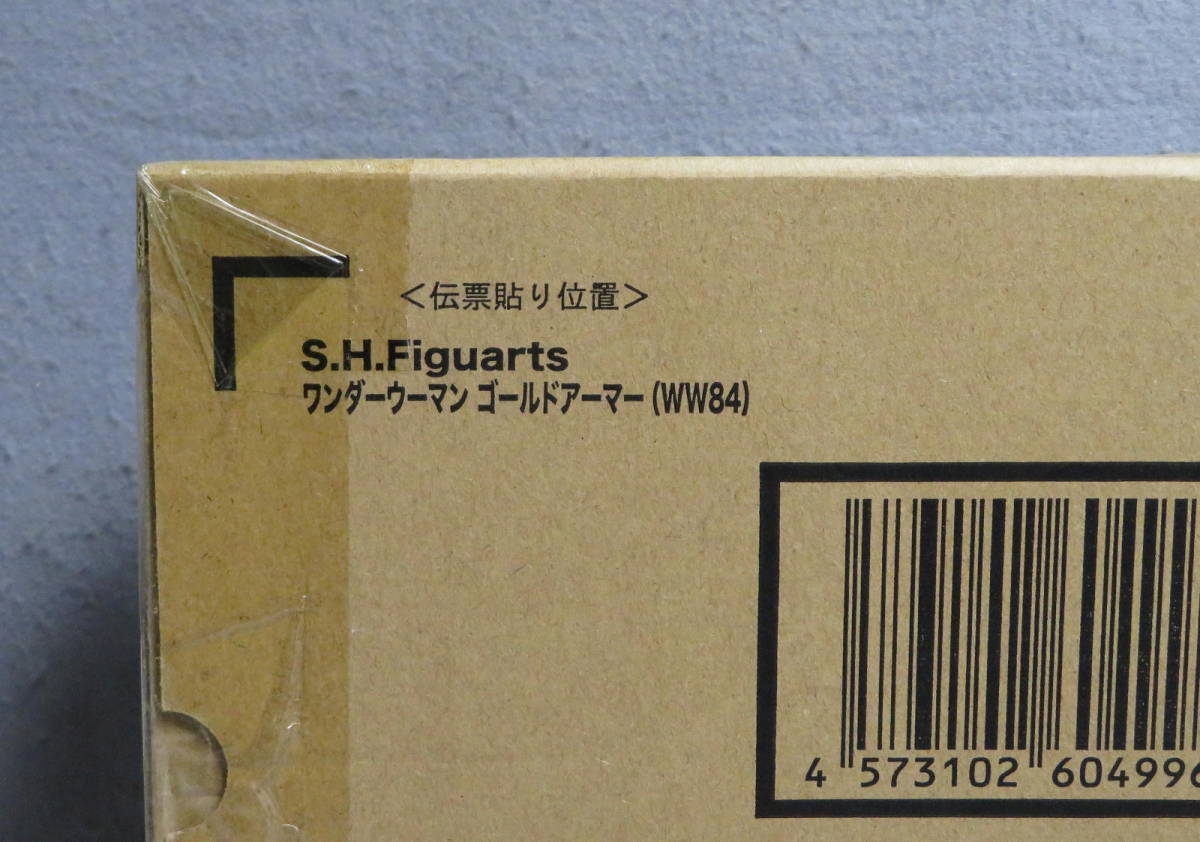 <伝票貼り位置>
S.H.Figuarts
ワンダーウーマン ゴールドアーマー (WW84)
4 573102 604996